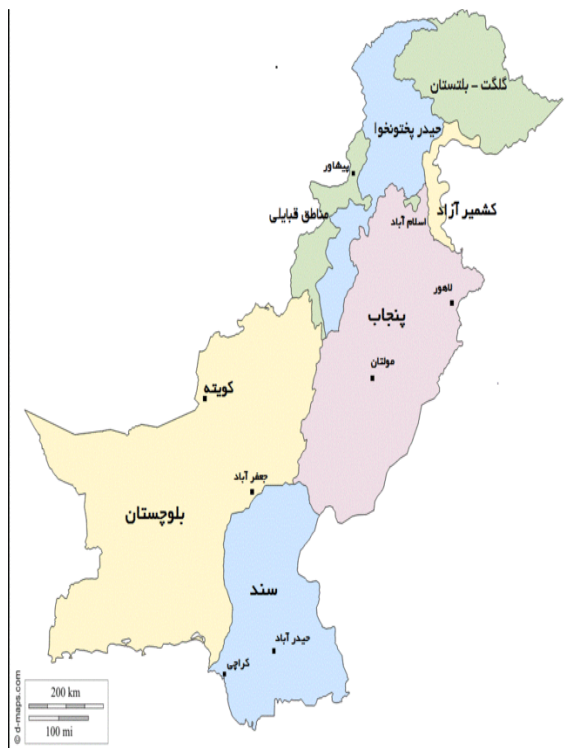 گلگت - بلتستان
حیدر پختونخوا
پیشاور
مناطق قبایلی
کشمیر آزاد
اسلام آباد
لاهور
پنجاب
مولتان
کویته
جعفر آباد
بلوچستان
سند
حیدر آباد
کراچی
200 km
100 mi
© d-maps.com